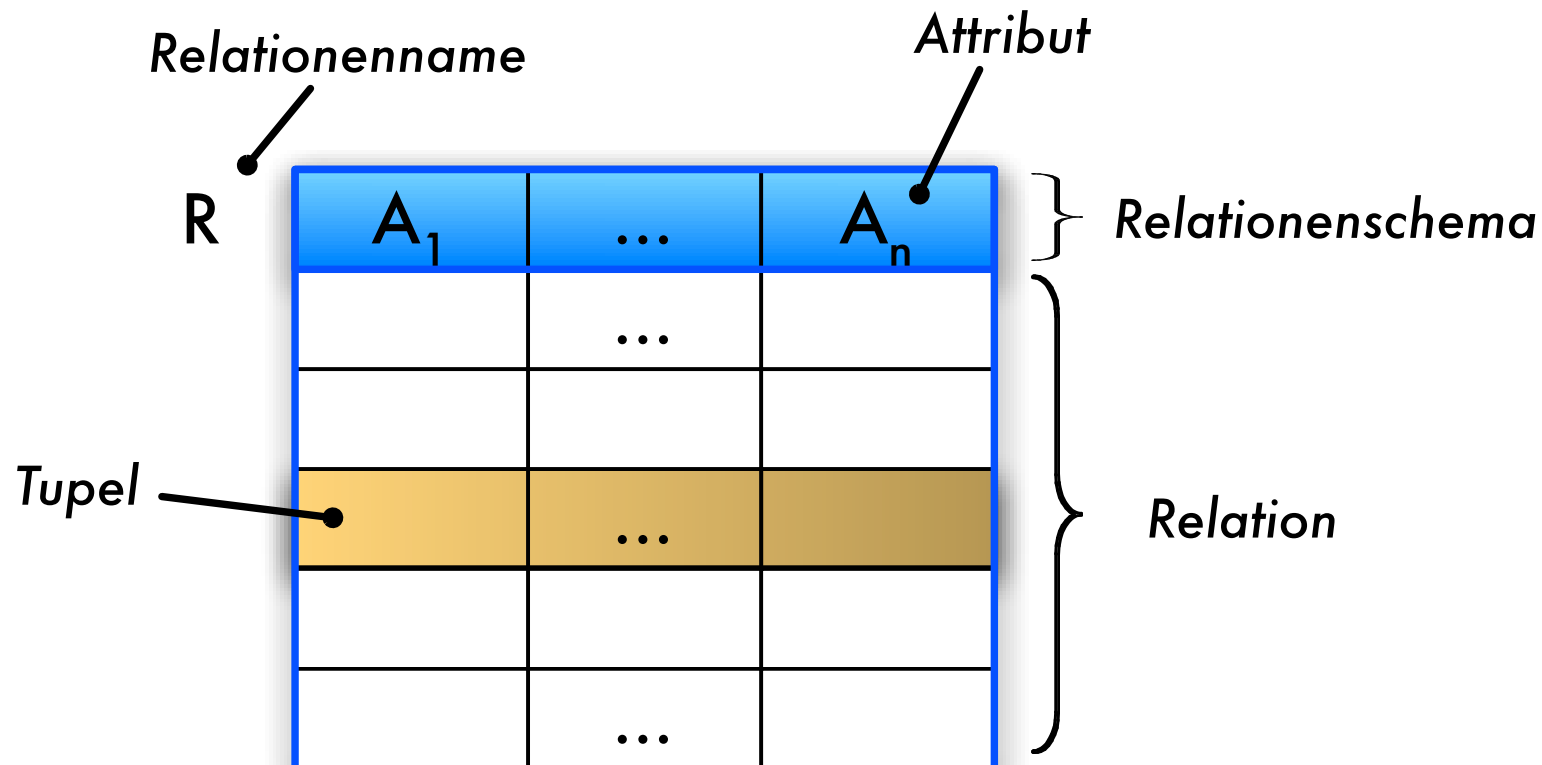 Relationenname
Attribut
R
A1 ... An
Relationenschema
...
Tupel
...
Relation
...